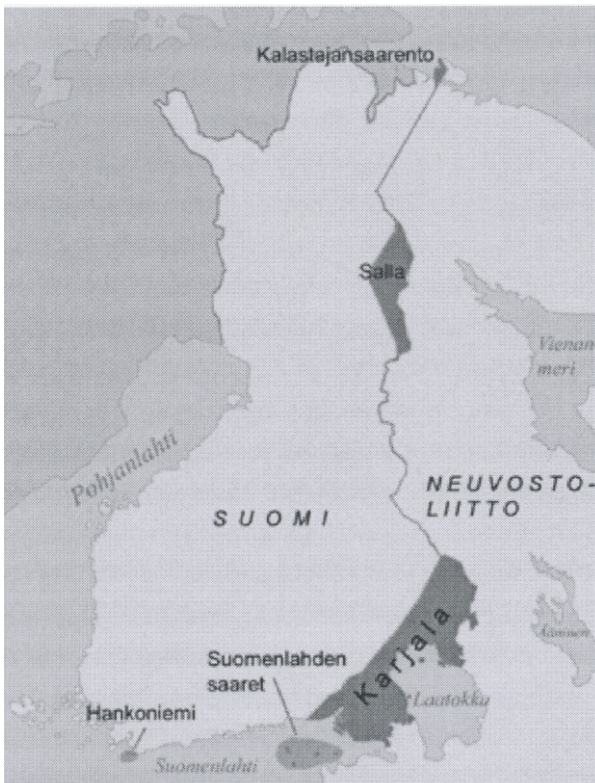 Kalastajansaarento
Salla
Vienan
meri
Pohjanlahti
NEUVOSTO-
LIITTO
SUOMI
Karjala
Suomenlahden
saaret
Laatokka
Hankoniemi
Suomenlahti